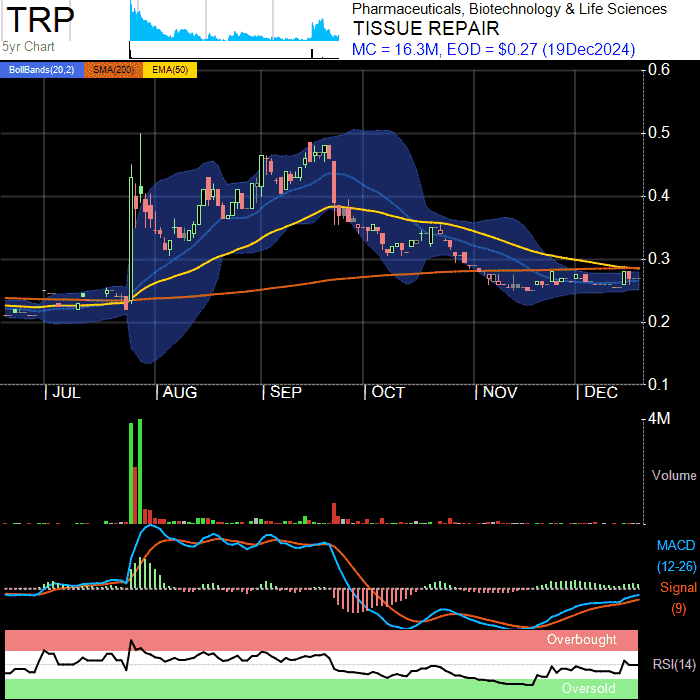 TRP
5yr Chart
Pharmaceuticals, Biotechnology & Life Sciences
TISSUE REPAIR
MC = 16.3M, EOD = $0.27 (19Dec2024)
BollBands(20,2) SMA(200) EMA(50)
0.6
0.5
0.4
0.3
0.2
0.1
| JUL | AUG | SEP | OCT | NOV | DEC
4M
Volume
MACD
(12-26)
Signal
(9)
Overbought
RSI(14)
Oversold